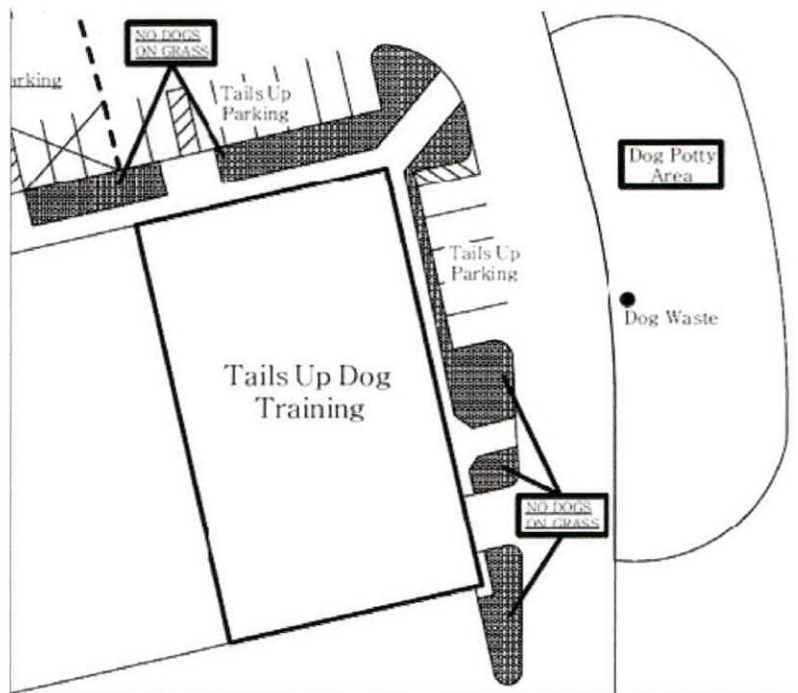 NO DOGS
ON GRASS
arking
Tails Up
Parking
Dog Potty
Area
Tails Up
Parking
Dog Waste
Tails Up Dog
Training
NO DOGS
ON GRASS